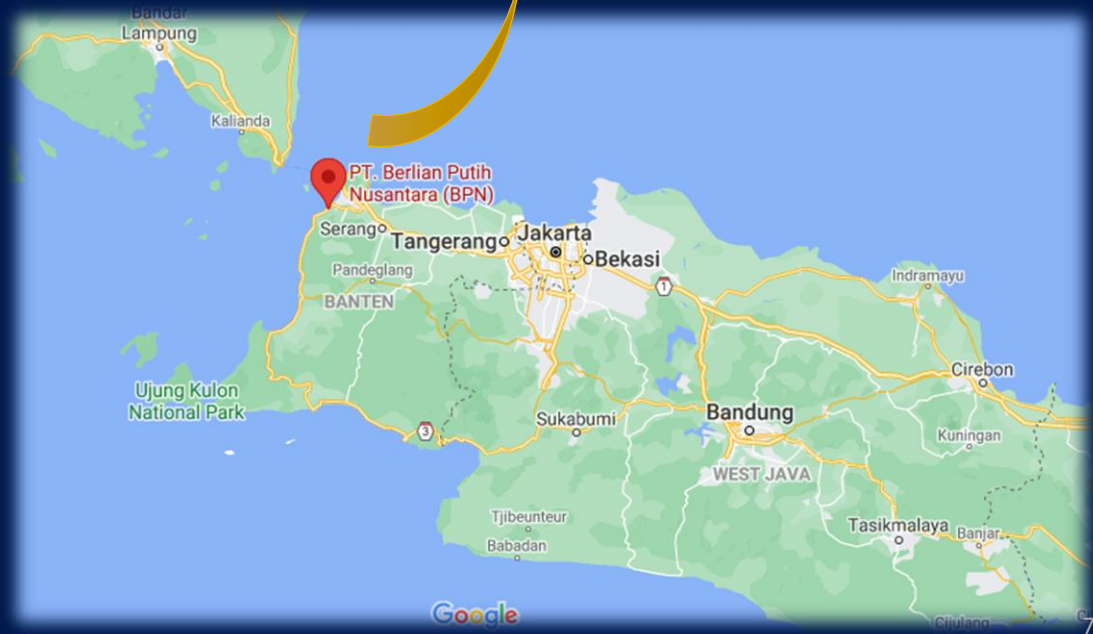 Bandar
Lampung
Kalianda
PT. Berlian Putih
Nusantara (BPN)
Serang
Tangerang
Jakarta
Bekasi
Pandeglang
BANTEN
1
Indramayu
Ujung Kulon
National Park
Cirebon
3
Sukabumi
Bandung
Kuningan
WEST JAVA
Tjibeunteur
Babadan
Tasikmalaya
Banjar
Google
Cijulang
7